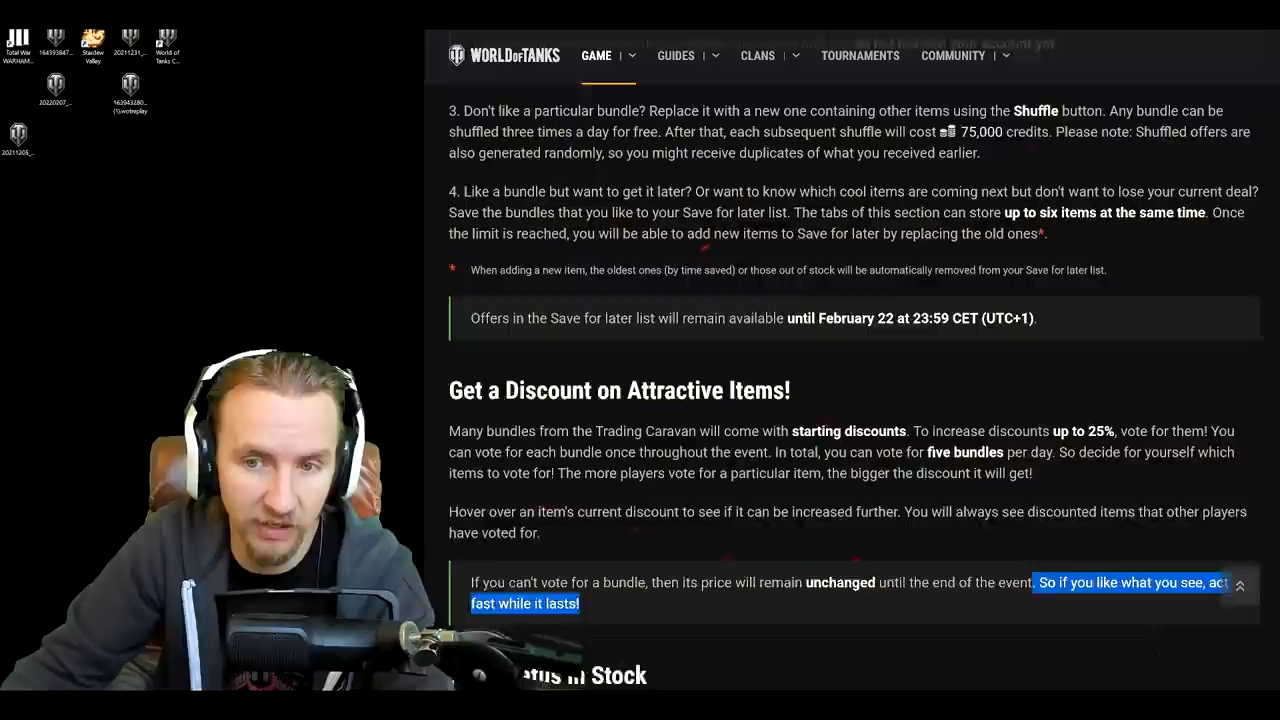 Total War
WARHAM...
164393847...
Stardew
Valley
20211231_...
World of
Tanks C...
20220207_...
163943280...
(1).wotreplay
20211205_...
WORLD OF TANKS
GAME
GUIDES
CLANS
TOURNAMENTS
COMMUNITY
3. Don't like a particular bundle? Replace it with a new one containing other items using the Shuffle button. Any bundle can be
shuffled three times a day for free. After that, each subsequent shuffle will cost 75,000 credits. Please note: Shuffled offers are
also generated randomly, so you might receive duplicates of what you received earlier.
4. Like a bundle but want to get it later? Or want to know which cool items are coming next but don't want to lose your current deal?
Save the bundles that you like to your Save for later list. The tabs of this section can store up to six items at the same time. Once
the limit is reached, you will be able to add new items to Save for later by replacing the old ones*.
* When adding a new item, the oldest ones (by time saved) or those out of stock will be automatically removed from your Save for later list.
Offers in the Save for later list will remain available until February 22 at 23:59 CET (UTC+1).
Get a Discount on Attractive Items!
Many bundles from the Trading Caravan will come with starting discounts. To increase discounts up to 25%, vote for them! You
can vote for each bundle once throughout the event. In total, you can vote for five bundles per day. So decide for yourself which
items to vote for! The more players vote for a particular item, the bigger the discount it will get!
Hover over an item's current discount to see if it can be increased further. You will always see discounted items that other players
have voted for.
If you can't vote for a bundle, then its price will remain unchanged until the end of the event. So if you like what you see, act
fast while it lasts!
in Stock